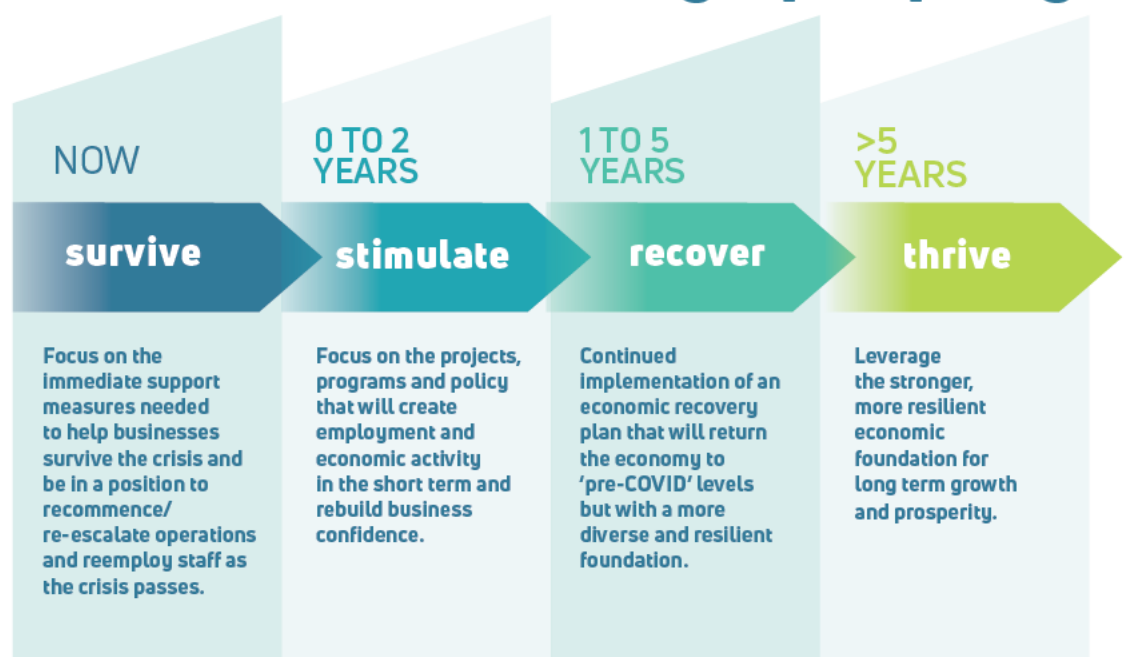 NOW
survive
Focus on the
immediate support
measures needed
to help businesses
survive the crisis and
be in a position to
recommence/
re-escalate operations
and reemploy staff as
the crisis passes.
0 TO 2
YEARS
stimulate
Focus on the projects,
programs and policy
that will create
employment and
economic activity
in the short term and
rebuild business
confidence.
1 TO 5
YEARS
recover
Continued
implementation of an
economic recovery
plan that will return
the economy to
‘pre-COVID’ levels
but with a more
diverse and resilient
foundation.
>5
YEARS
thrive
Leverage
the stronger,
more resilient
economic
foundation for
long term growth
and prosperity.